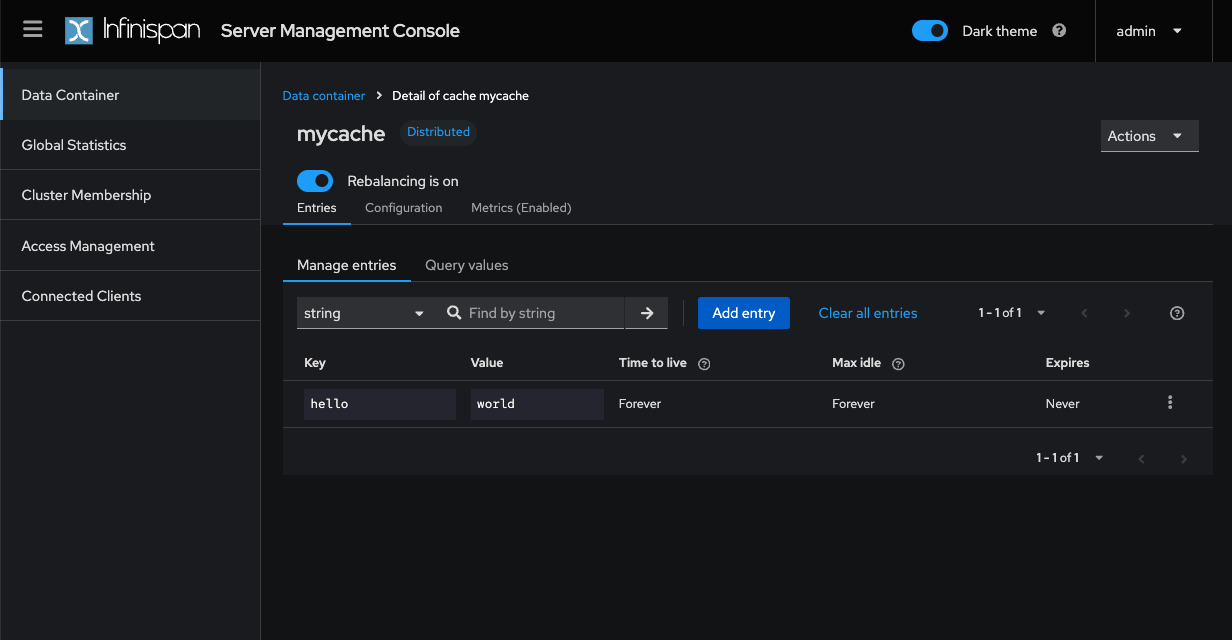 Infinispan Server Management Console Dark theme admin
Data Container
Global Statistics
Cluster Membership
Access Management
Connected Clients
Data container Detail of cache mycache
mycache Distributed
Actions
Rebalancing is on
Entries Configuration Metrics (Enabled)
Manage entries Query values
string Find by string Add entry Clear all entries 1 - 1 of 1
Key Value Time to live Max idle Expires
hello world Forever Forever Never
1 - 1 of 1